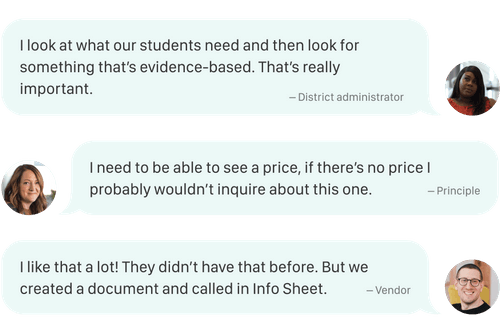 I look at what our students need and then look for
something that's evidence-based. That's really
important.
– District administrator
I need to be able to see a price, if there's no price I
probably wouldn't inquire about this one.
– Principle
I like that a lot! They didn't have that before. But we
created a document and called in Info Sheet.
– Vendor